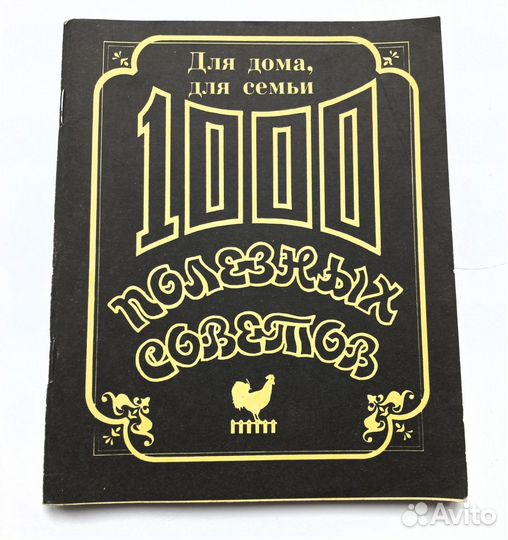 Для дома,
для семьи
1000
ПОЛЕЗНЫХ
СОВЕТОВ
Avito